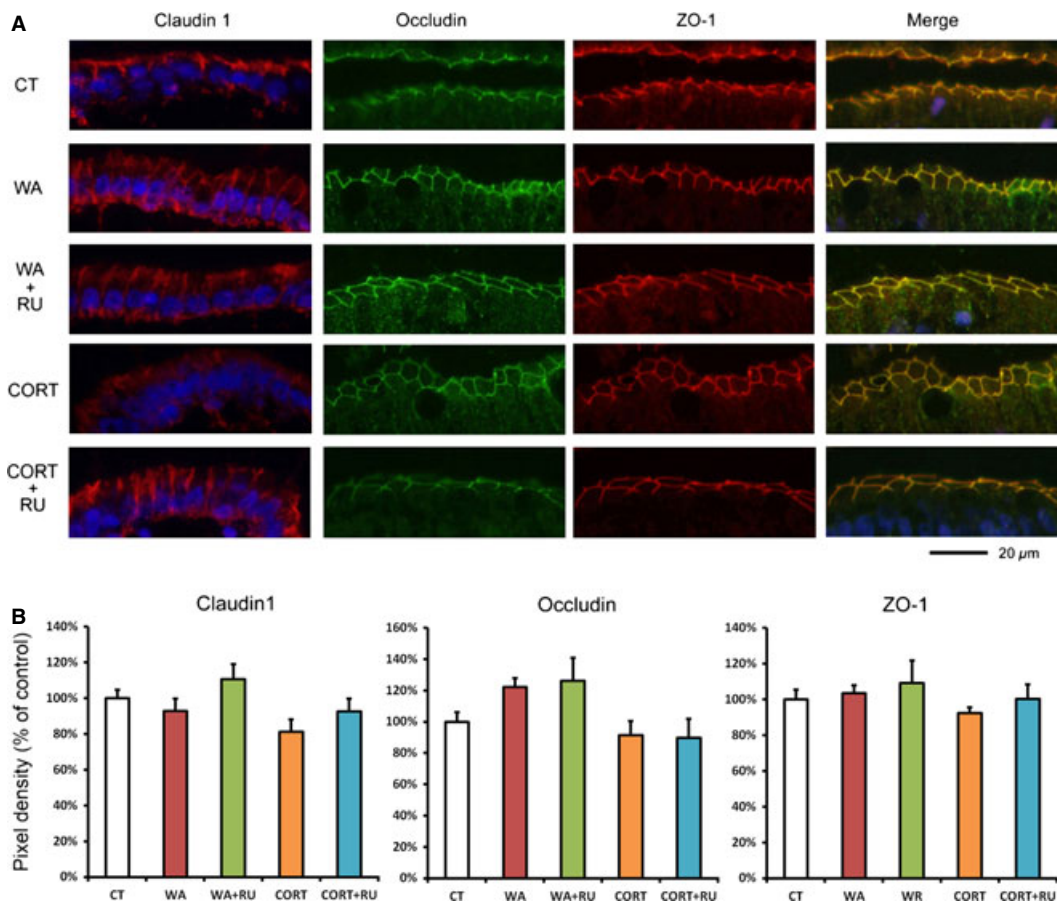 A
Claudin 1 Occludin ZO-1 Merge
CT
WA
WA
+
RU
CORT
CORT
+
RU
20 µm
B
Claudin1 Occludin ZO-1
Pixel density (% of control)
140%
120%
100%
80%
60%
40%
20%
0%
CT WA WA+RU CORT CORT+RU
160%
140%
120%
100%
80%
60%
40%
20%
0%
CT WA WA+RU CORT CORT+RU
140%
120%
100%
80%
60%
40%
20%
0%
CT WA WR CORT CORT+RU